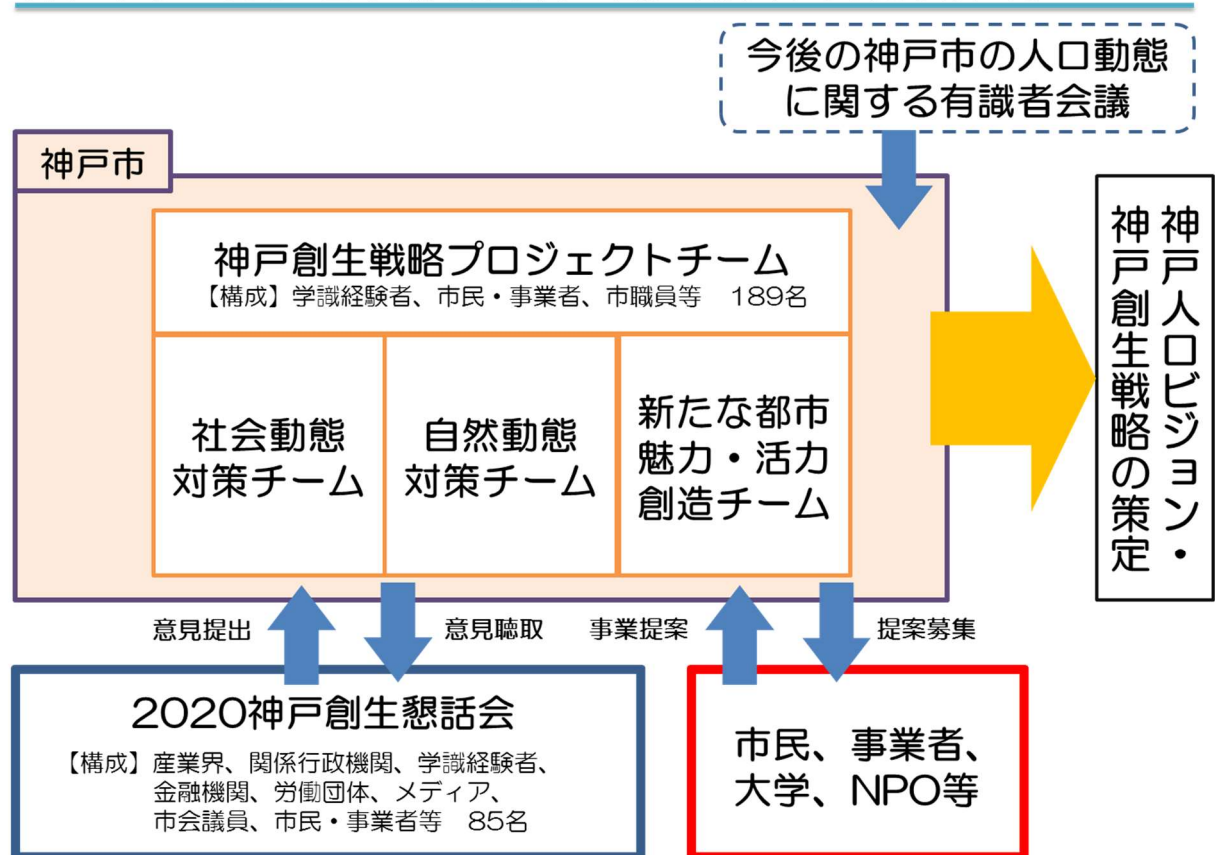 今後の神戸市の人口動態
に関する有識者会議
神戸市
神戸創生戦略プロジェクトチーム
【構成】学識経験者、市民・事業者、市職員等 189名
社会動態
対策チーム
自然動態
対策チーム
新たな都市
魅力・活力
創造チーム
神戸人口ビジョン・
神戸創生戦略の策定
意見提出
意見聴取
事業提案
提案募集
2020神戸創生懇話会
【構成】産業界、関係行政機関、学識経験者、
金融機関、労働団体、メディア、
市会議員、市民・事業者等 85名
市民、事業者、
大学、NPO等